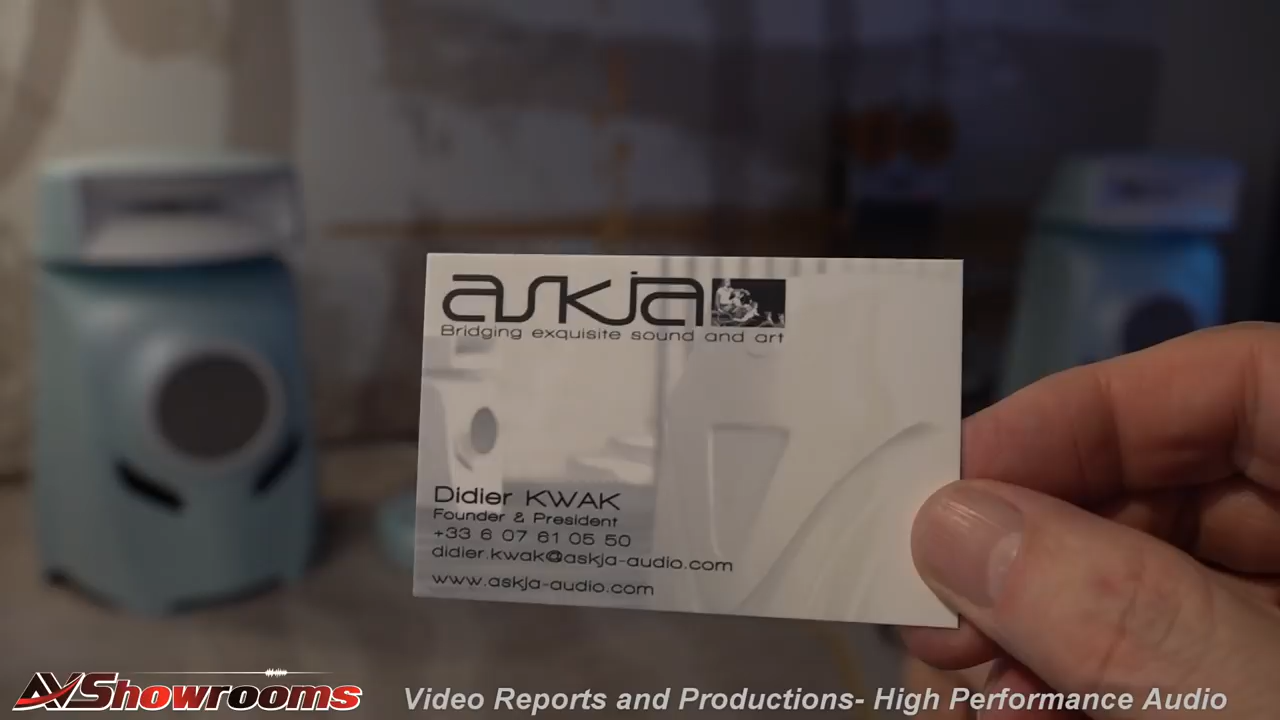 askja
Bridging exquisite sound and art
Didier KWAK
Founder & President
+33 6 07 61 05 50
didier.kwak@askja-audio.com
www.askja-audio.com
AVShowrooms
Video Reports and Productions- High Performance Audio